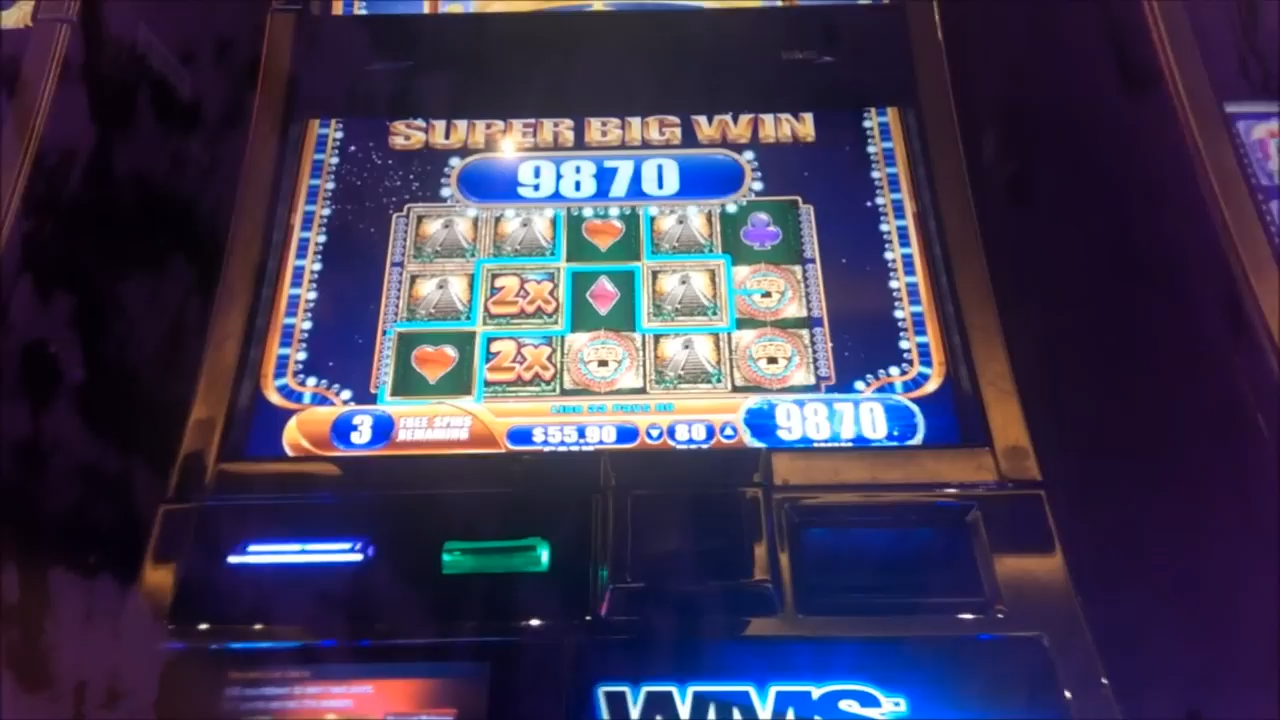 SUPER BIG WIN
9870
2x
2x
3
FREE SPINS
REMAINING
$55.90
80
9870
WMS